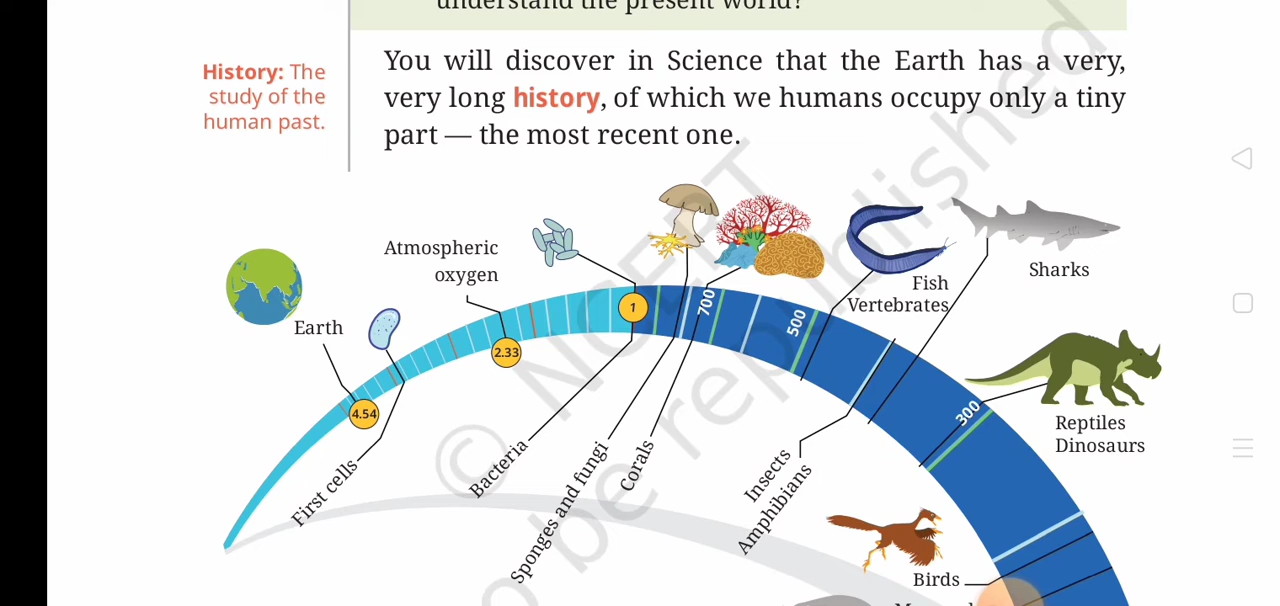 understand the present world?
History: The
study of the
human past.
You will discover in Science that the Earth has a very,
very long history, of which we humans occupy only a tiny
part — the most recent one.
Atmospheric
oxygen
Earth
4.54
2.33
1
700
500
300
Fish
Vertebrates
Sharks
Reptiles
Dinosaurs
First cells
Bacteria
Sponges and fungi
Corals
Insects
Amphibians
Birds
© NCERT
o be republished